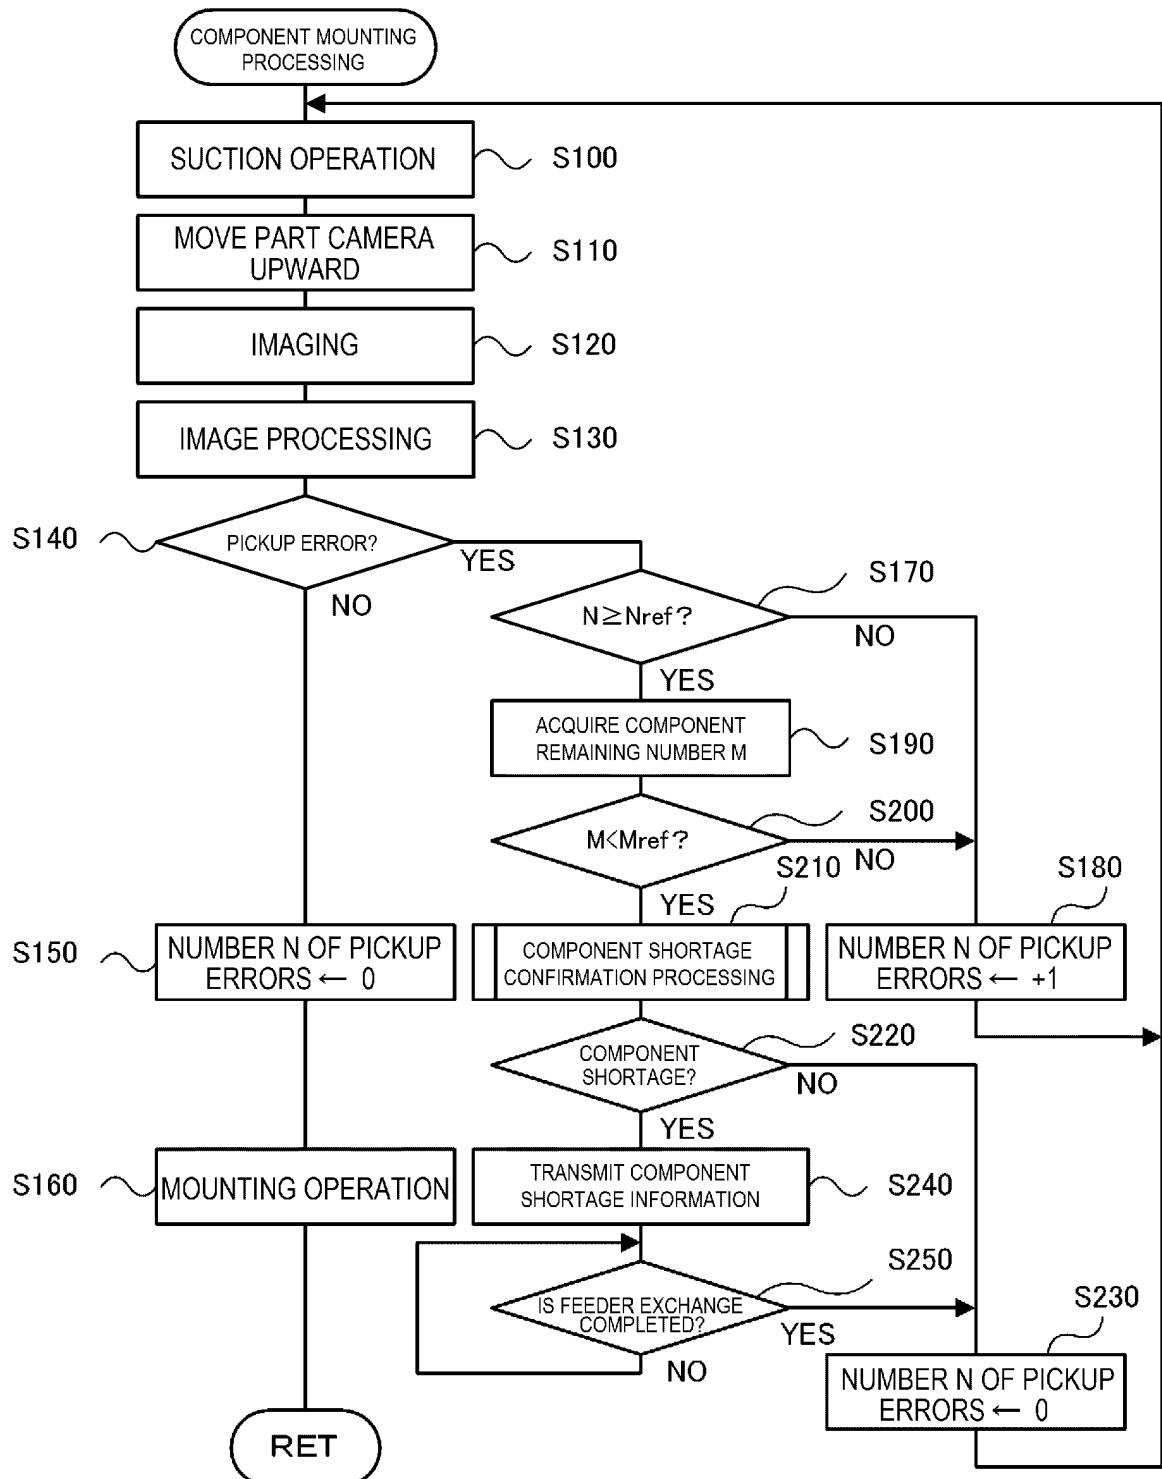 COMPONENT MOUNTING
PROCESSING
SUCTION OPERATION
S100
MOVE PART CAMERA
UPWARD
S110
IMAGING
S120
IMAGE PROCESSING
S130
S140
PICKUP ERROR?
YES
NO
S170
N≥Nref?
NO
YES
ACQUIRE COMPONENT
REMAINING NUMBER M
S190
S200
M<Mref?
NO
YES
S210
S180
S150
NUMBER N OF PICKUP
ERRORS ← 0
COMPONENT SHORTAGE
CONFIRMATION PROCESSING
NUMBER N OF PICKUP
ERRORS ← +1
S220
COMPONENT
SHORTAGE?
NO
YES
S160
MOUNTING OPERATION
TRANSMIT COMPONENT
SHORTAGE INFORMATION
S240
S250
IS FEEDER EXCHANGE
COMPLETED?
YES
NO
S230
NUMBER N OF PICKUP
ERRORS ← 0
RET